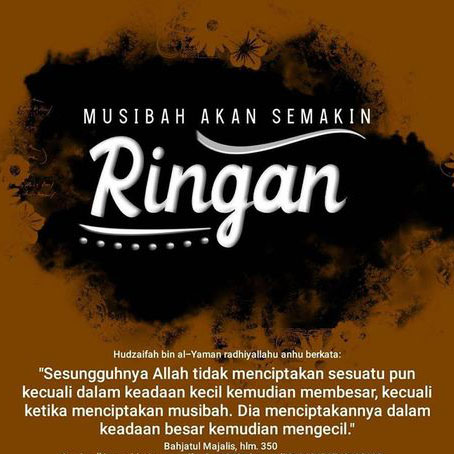 MUSIBAH AKAN SEMAKIN
Ringan
Hudzaifah bin al–Yaman radhiyallahu anhu berkata:
"Sesungguhnya Allah tidak menciptakan sesuatu pun
kecuali dalam keadaan kecil kemudian membesar, kecuali
ketika menciptakan musibah. Dia menciptakannya dalam
keadaan besar kemudian mengecil."
Bahjatul Majalis, hlm. 350